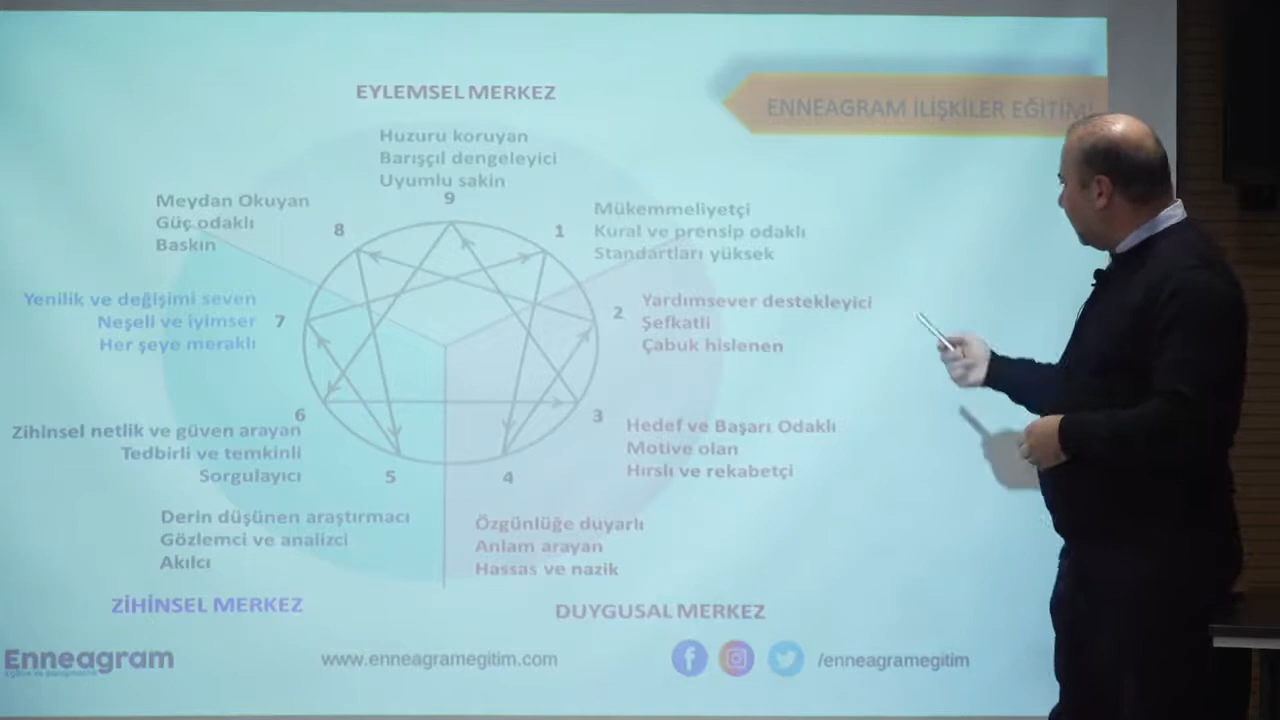 ENNEAGRAM İLİŞKİLER EĞİTİMİ
EYLEMSEL MERKEZ
Huzuru koruyan
Barışçıl dengeleyici
Uyumlu sakin
9
Meydan Okuyan
Güç odaklı
Baskın
8
1
Mükemmeliyetçi
Kural ve prensip odaklı
Standartları yüksek
Yenilik ve değişimi seven
Neşeli ve iyimser
Her şeye meraklı
7
2
Yardımsever destekleyici
Şefkatli
Çabuk hislenen
6
Zihinsel netlik ve güven arayan
Tedbirli ve temkinli
Sorgulayıcı
3
Hedef ve Başarı Odaklı
Motive olan
Hırslı ve rekabetçi
5
Derin düşünen araştırmacı
Gözlemci ve analizci
Akılcı
4
Özgünlüğe duyarlı
Anlam arayan
Hassas ve nazik
ZİHİNSEL MERKEZ
DUYGUSAL MERKEZ
Enneagram
www.enneagramegitim.com
/enneagramegitim